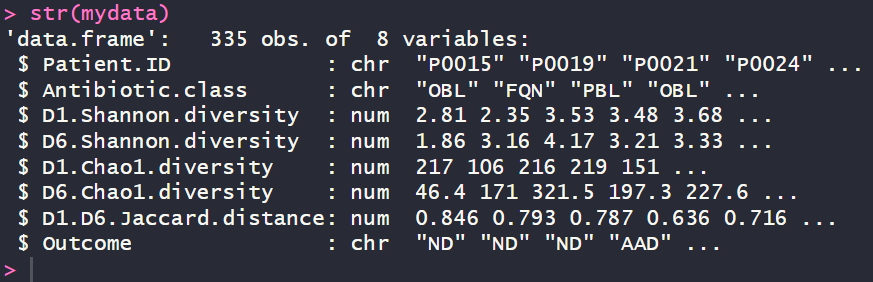 > str(mydata)
'data.frame':   335 obs. of  8 variables:
 $ Patient.ID            : chr  "P0015" "P0019" "P0021" "P0024" ...
 $ Antibiotic.class      : chr  "OBL" "FQN" "PBL" "OBL" ...
 $ D1.Shannon.diversity  : num  2.81 2.35 3.53 3.48 3.68 ...
 $ D6.Shannon.diversity  : num  1.86 3.16 4.17 3.21 3.33 ...
 $ D1.Chao1.diversity    : num  217 106 216 219 151 ...
 $ D6.Chao1.diversity    : num  46.4 171 321.5 197.3 227.6 ...
 $ D1.D6.Jaccard.distance: num  0.846 0.793 0.787 0.636 0.716 ...
 $ Outcome               : chr  "ND" "ND" "ND" "AAD" ...
>